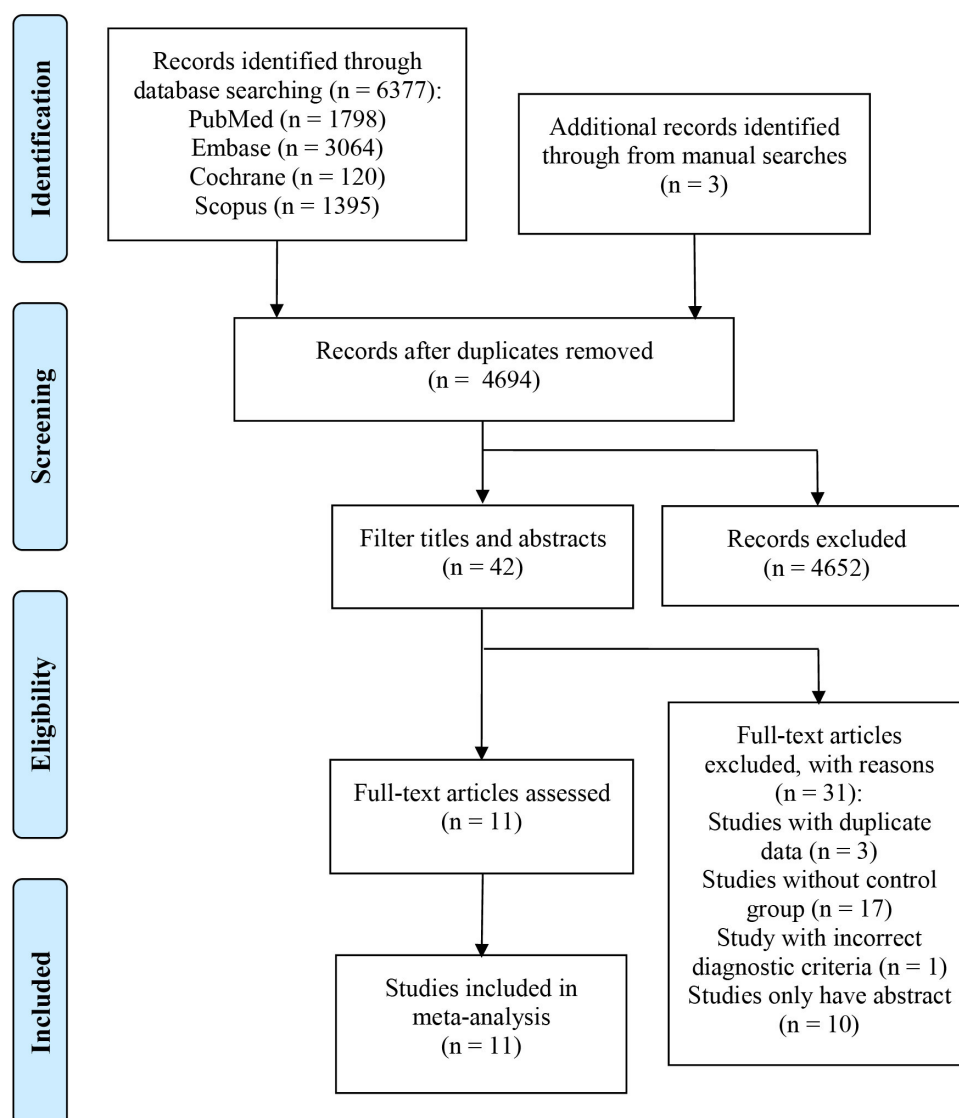 Identification
Records identified through
database searching (n = 6377):
PubMed (n = 1798)
Embase (n = 3064)
Cochrane (n = 120)
Scopus (n = 1395)
Additional records identified
through from manual searches
(n = 3)
Screening
Records after duplicates removed
(n = 4694)
Filter titles and abstracts
(n = 42)
Records excluded
(n = 4652)
Eligibility
Full-text articles assessed
(n = 11)
Full-text articles
excluded, with reasons
(n = 31):
Studies with duplicate
data (n = 3)
Studies without control
group (n = 17)
Study with incorrect
diagnostic criteria (n = 1)
Studies only have abstract
(n = 10)
Included
Studies included in
meta-analysis
(n = 11)